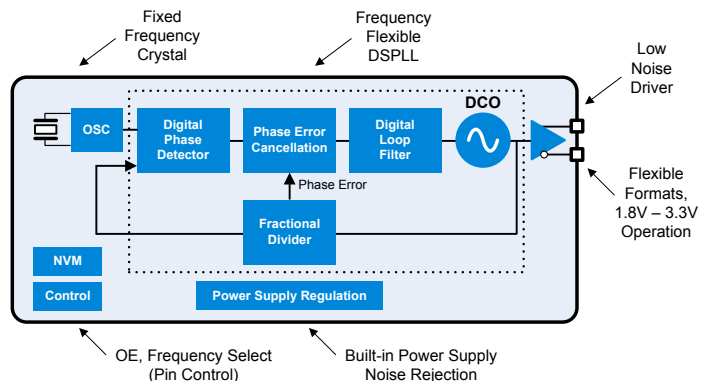 Fixed
Frequency
Crystal
Frequency
Flexible
DSPLL
Low
Noise
Driver
OSC
Digital
Phase
Detector
Phase Error
Cancellation
Digital
Loop
Filter
DCO
Phase Error
Fractional
Divider
Flexible
Formats,
1.8V – 3.3V
Operation
NVM
Control
Power Supply Regulation
OE, Frequency Select
(Pin Control)
Built-in Power Supply
Noise Rejection